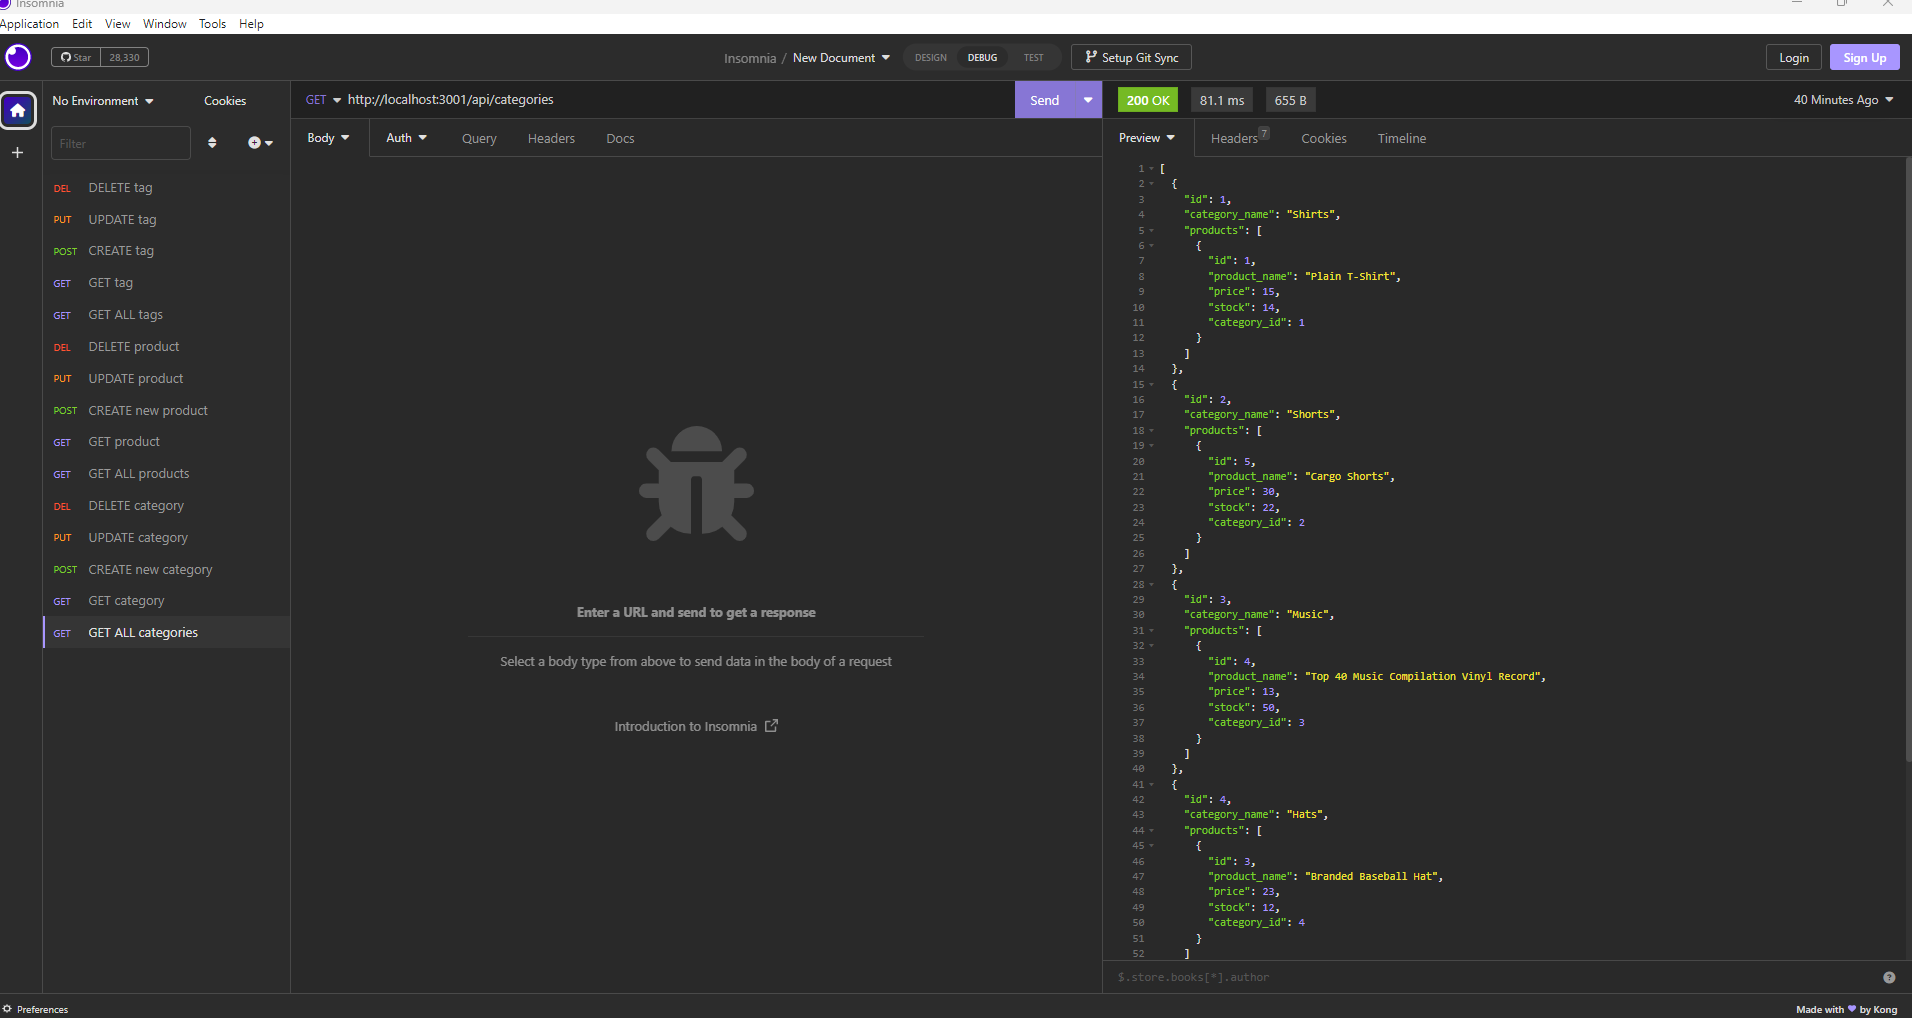 Insomnia
Application Edit View Window Tools Help
Star 28,330
Insomnia / New Document
DESIGN DEBUG TEST
Setup Git Sync
Login
Sign Up
No Environment
Cookies
Filter
DEL DELETE tag
PUT UPDATE tag
POST CREATE tag
GET GET tag
GET GET ALL tags
DEL DELETE product
PUT UPDATE product
POST CREATE new product
GET GET product
GET GET ALL products
DEL DELETE category
PUT UPDATE category
POST CREATE new category
GET GET category
GET GET ALL categories
GET http://localhost:3001/api/categories
Send
Body Auth Query Headers Docs
Enter a URL and send to get a response
Select a body type from above to send data in the body of a request
Introduction to Insomnia
200 OK 81.1 ms 655 B
40 Minutes Ago
Preview Headers 7 Cookies Timeline
1 [
2 {
3 "id": 1,
4 "category_name": "Shirts",
5 "products": [
6 {
7 "id": 1,
8 "product_name": "Plain T-Shirt",
9 "price": 15,
10 "stock": 14,
11 "category_id": 1
12 }
13 ]
14 },
15 {
16 "id": 2,
17 "category_name": "Shorts",
18 "products": [
19 {
20 "id": 5,
21 "product_name": "Cargo Shorts",
22 "price": 30,
23 "stock": 22,
24 "category_id": 2
25 }
26 ]
27 },
28 {
29 "id": 3,
30 "category_name": "Music",
31 "products": [
32 {
33 "id": 4,
34 "product_name": "Top 40 Music Compilation Vinyl Record",
35 "price": 13,
36 "stock": 50,
37 "category_id": 3
38 }
39 ]
40 },
41 {
42 "id": 4,
43 "category_name": "Hats",
44 "products": [
45 {
46 "id": 3,
47 "product_name": "Branded Baseball Hat",
48 "price": 23,
49 "stock": 12,
50 "category_id": 4
51 }
52 ]
$.store.books[*].author
?
Preferences
Made with ♥ by Kong